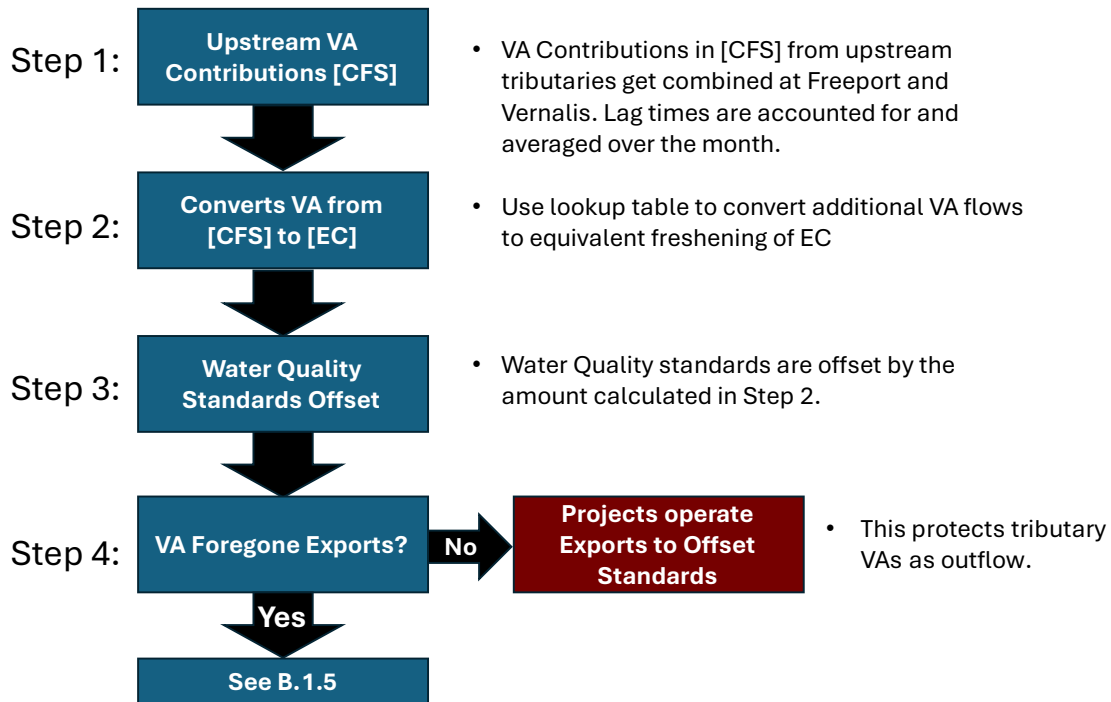 Step 1:
Upstream VA
Contributions [CFS]
• VA Contributions in [CFS] from upstream
tributaries get combined at Freeport and
Vernalis. Lag times are accounted for and
averaged over the month.
Step 2:
Converts VA from
[CFS] to [EC]
• Use lookup table to convert additional VA flows
to equivalent freshening of EC
Step 3:
Water Quality
Standards Offset
• Water Quality standards are offset by the
amount calculated in Step 2.
Step 4:
VA Foregone Exports?
No
Projects operate
Exports to Offset
Standards
• This protects tributary
VAs as outflow.
Yes
See B.1.5